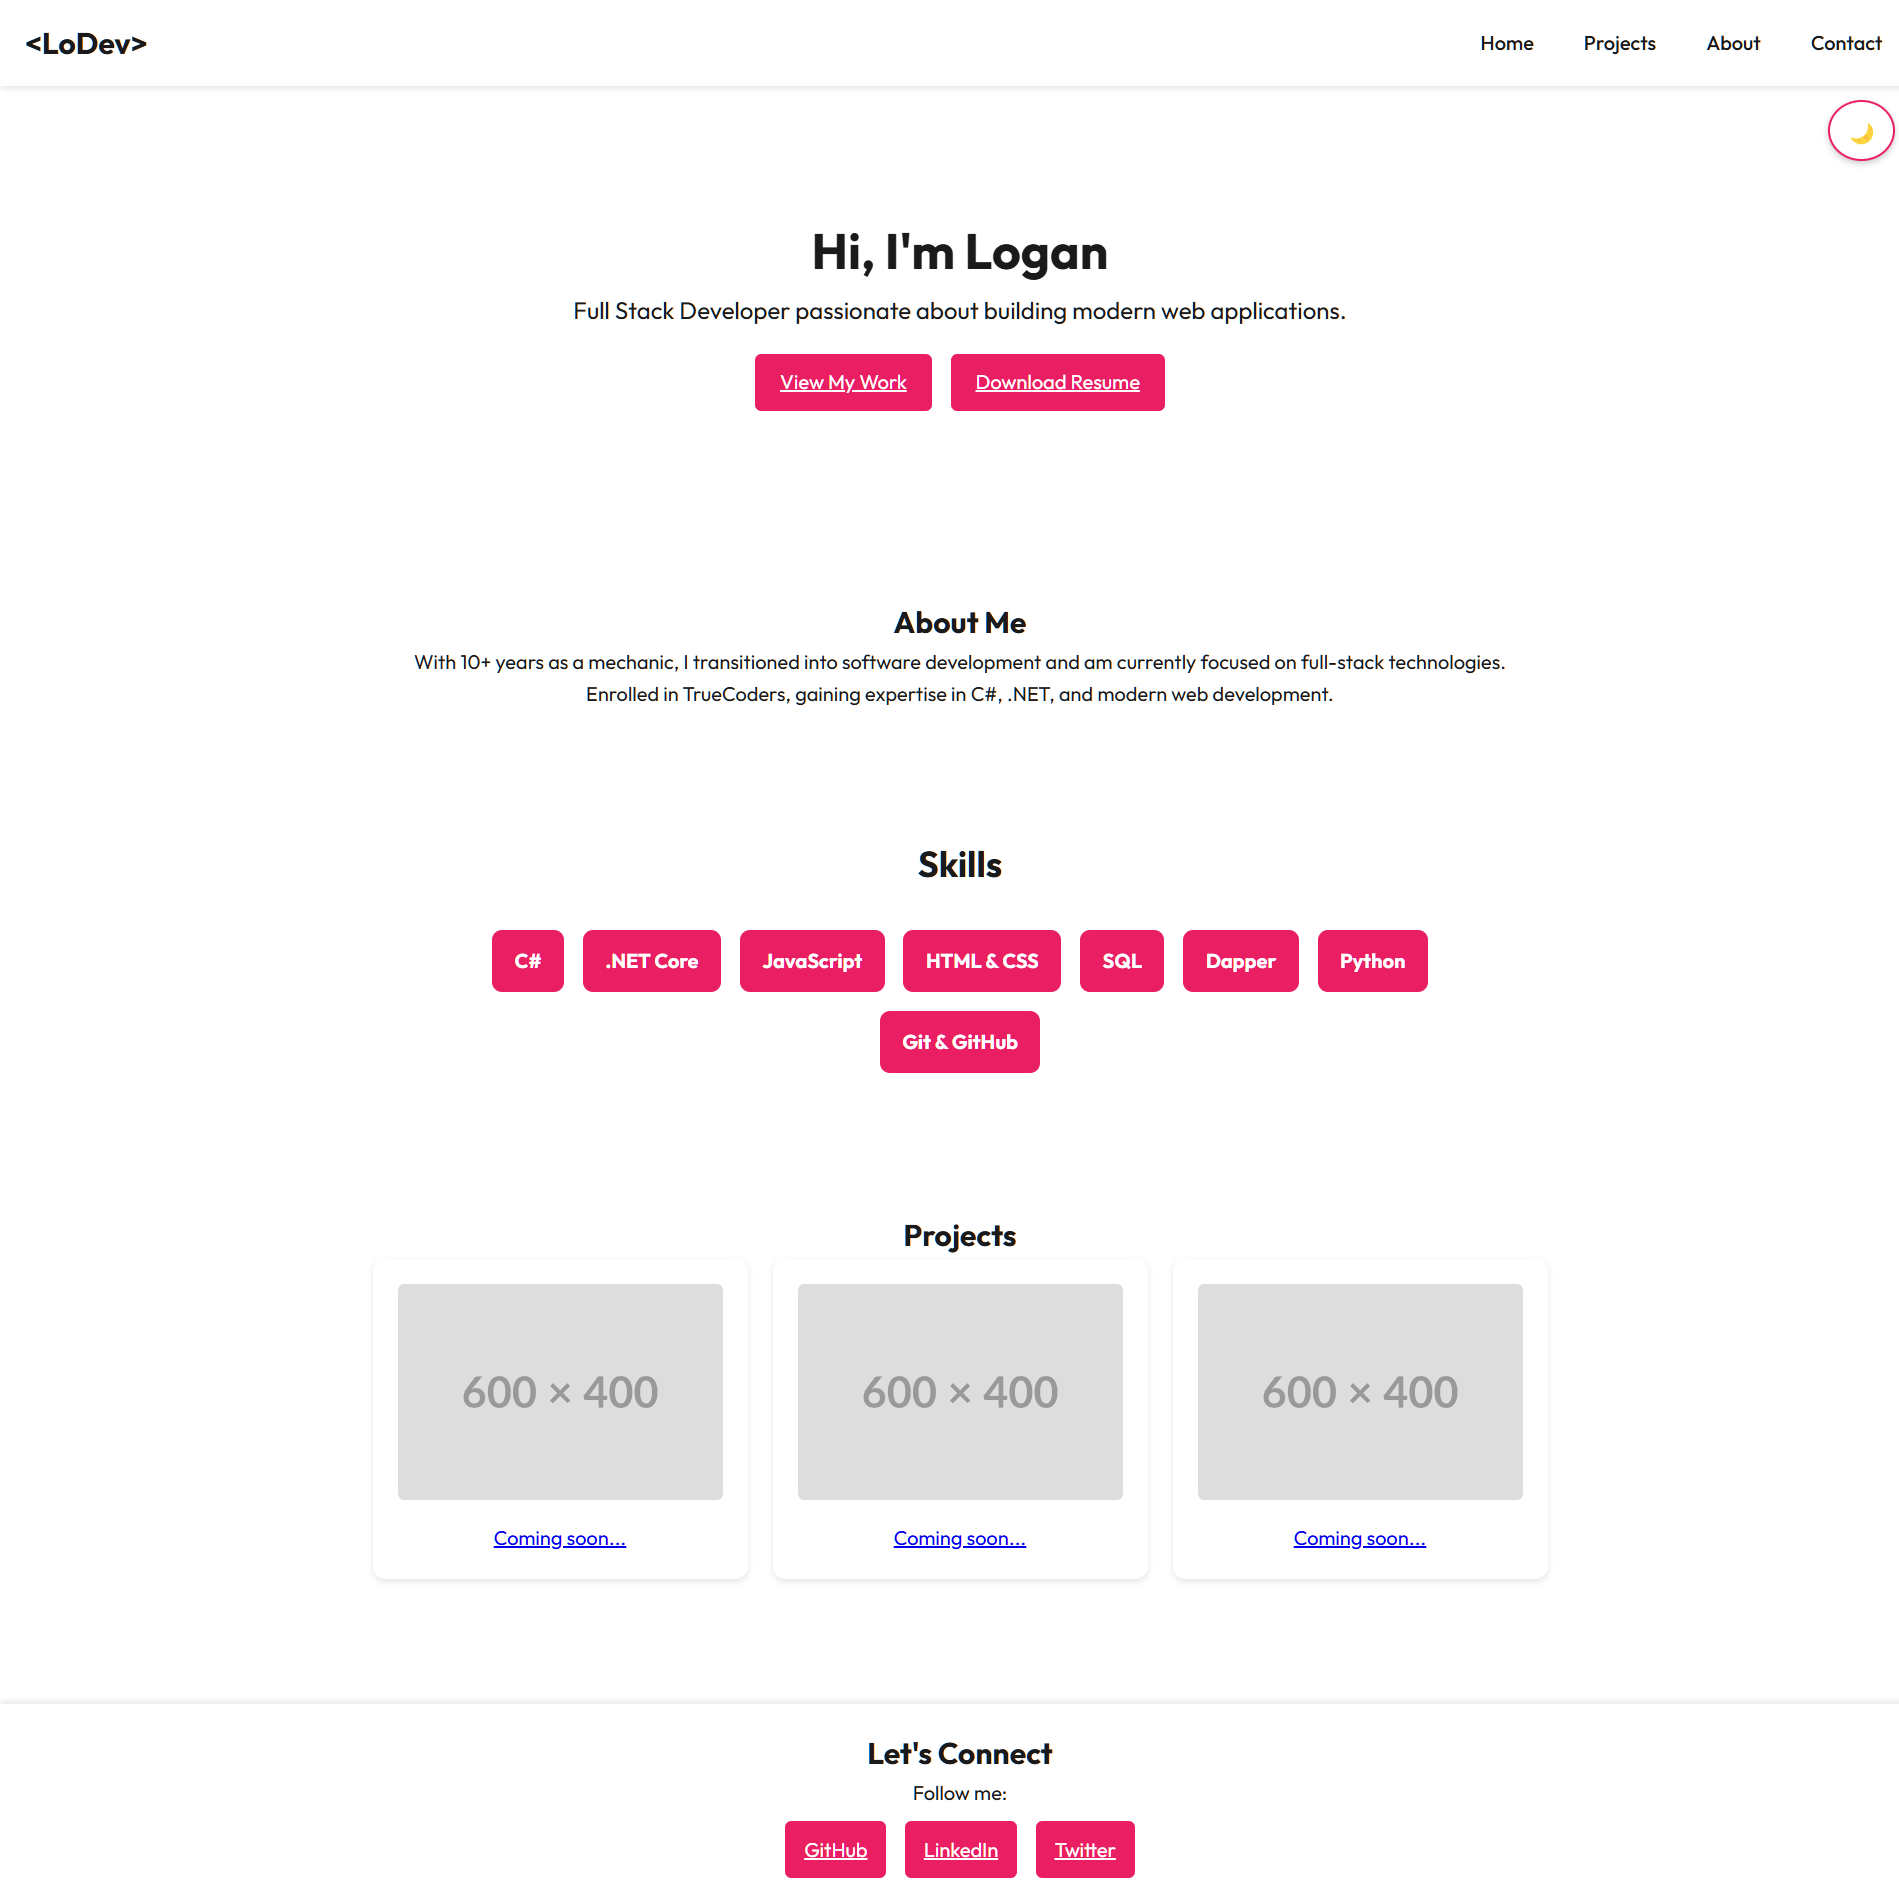 <LoDev>
Home Projects About Contact
Hi, I'm Logan
Full Stack Developer passionate about building modern web applications.
View My Work Download Resume
About Me
With 10+ years as a mechanic, I transitioned into software development and am currently focused on full-stack technologies.
Enrolled in TrueCoders, gaining expertise in C#, .NET, and modern web development.
Skills
C# .NET Core JavaScript HTML & CSS SQL Dapper Python
Git & GitHub
Projects
600 × 400 600 × 400 600 × 400
Coming soon... Coming soon... Coming soon...
Let's Connect
Follow me:
GitHub LinkedIn Twitter